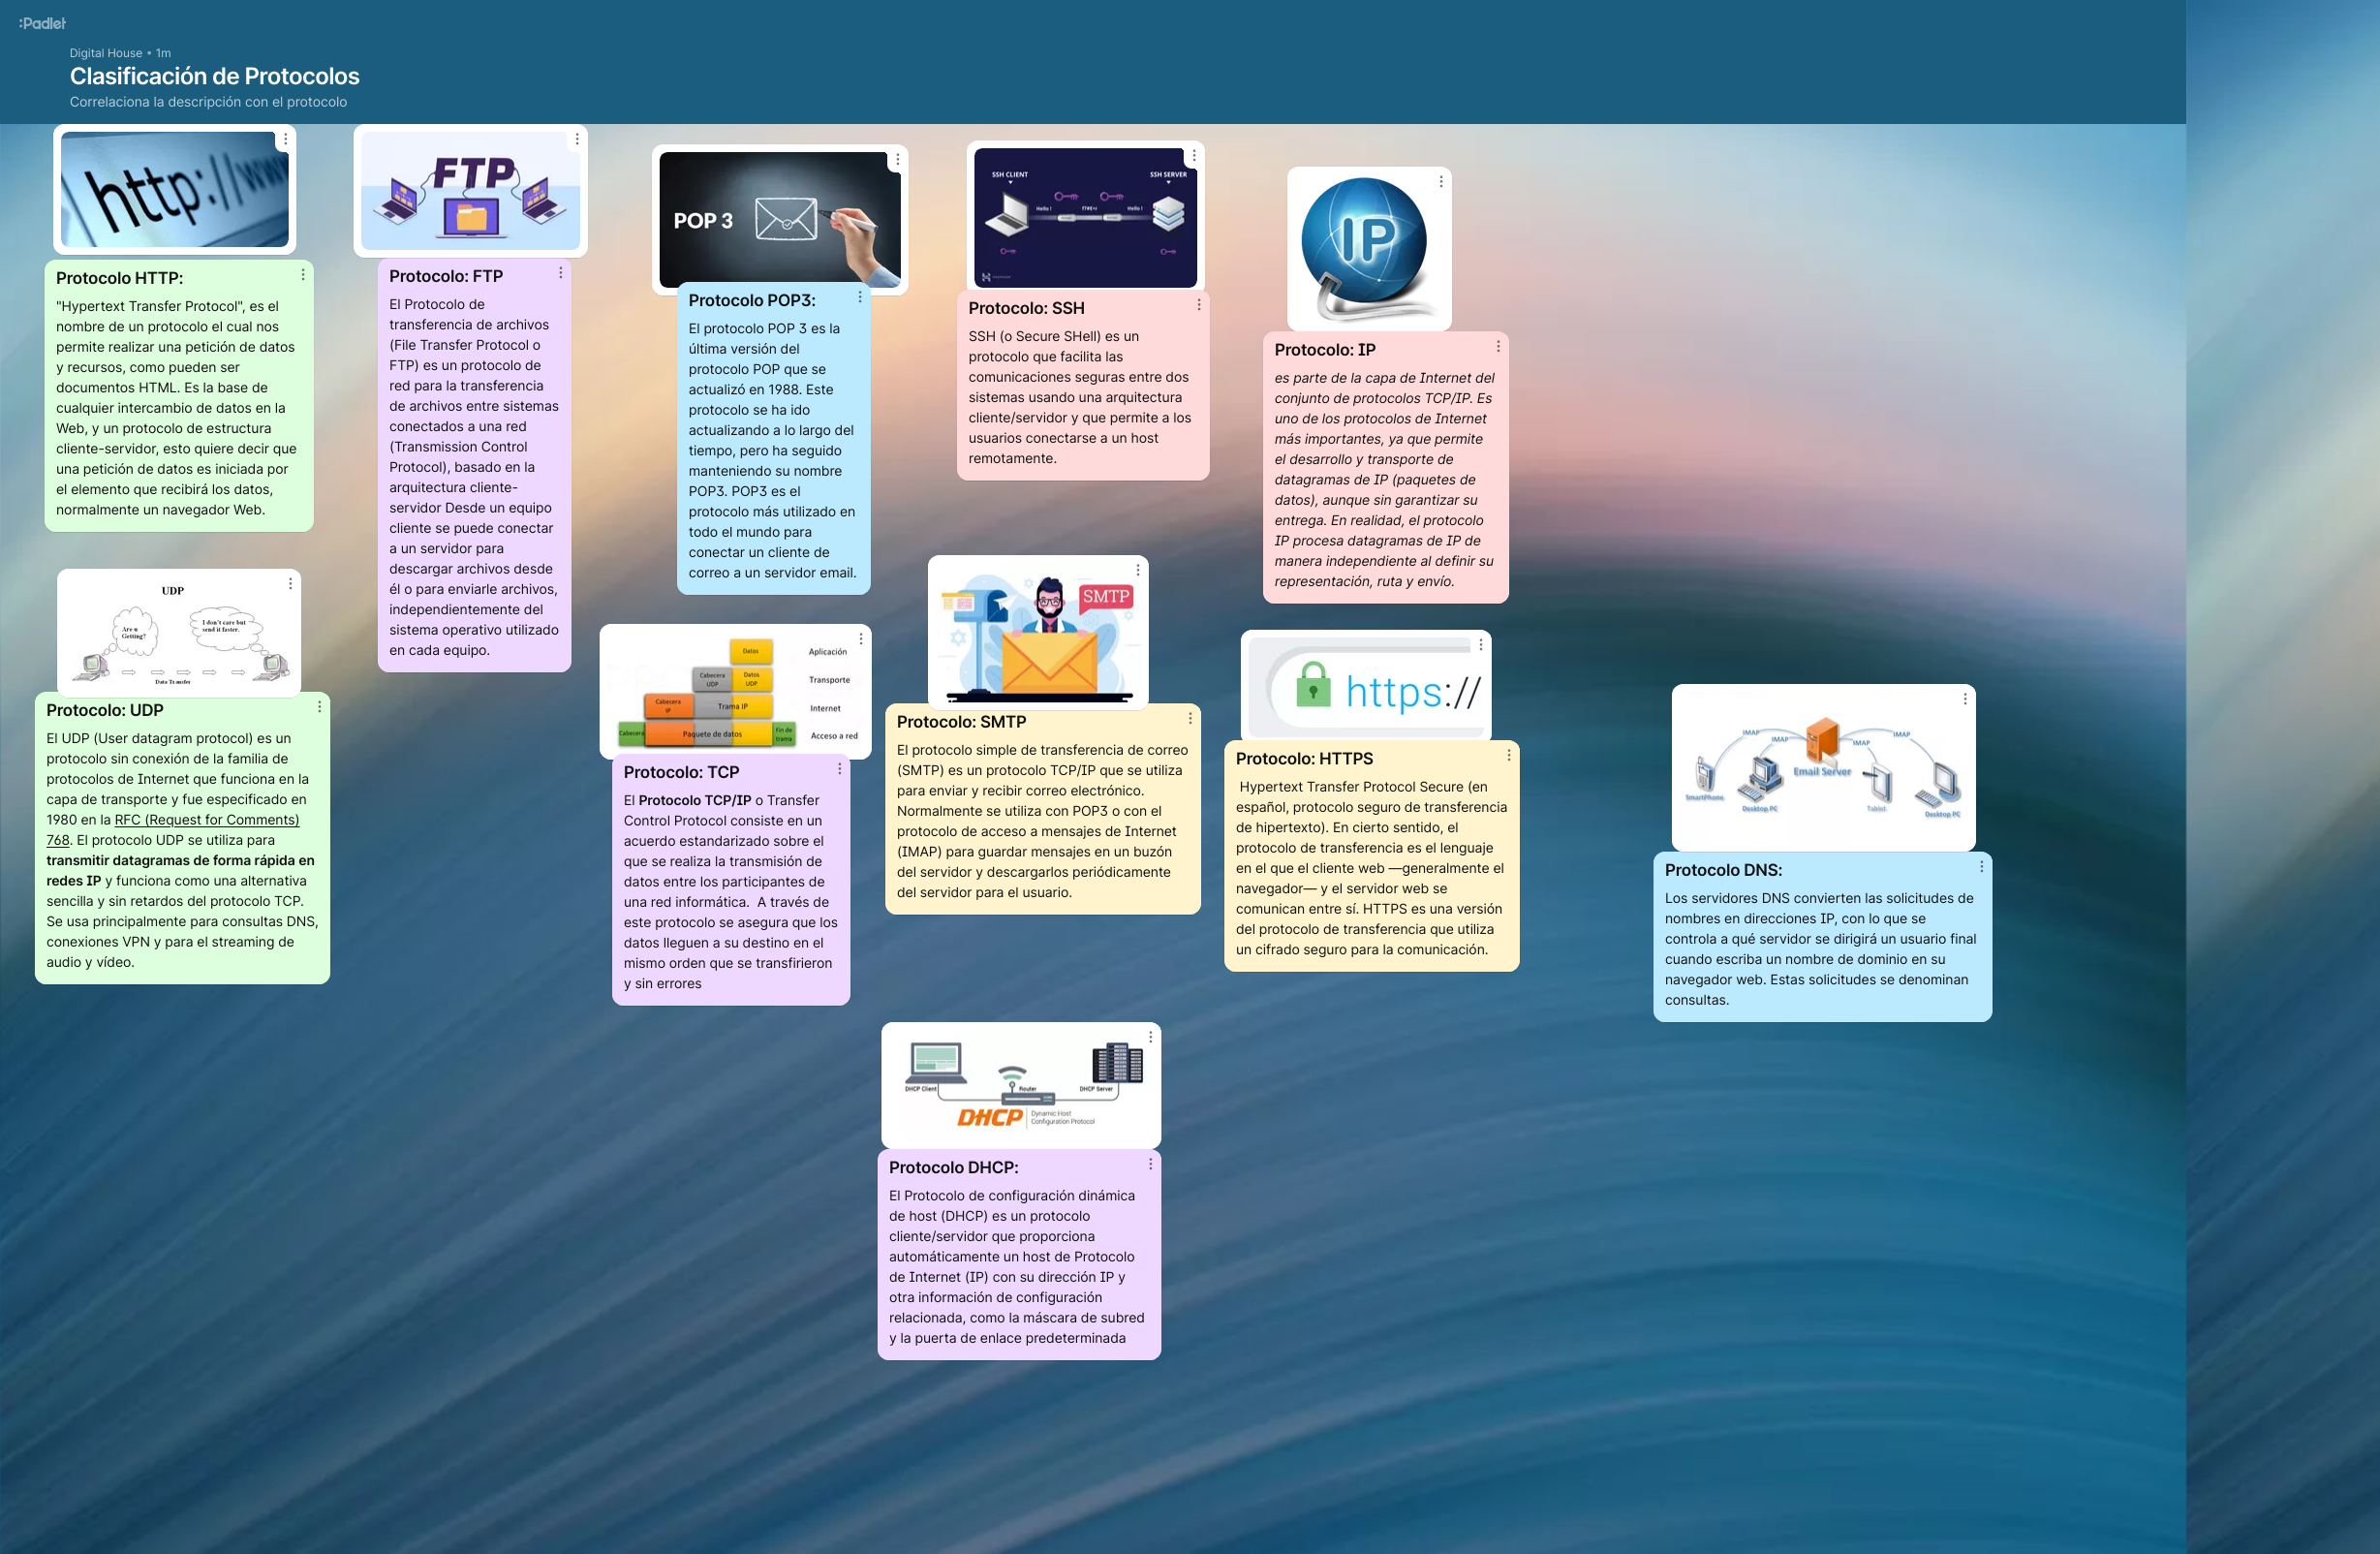 :Padlet
Digital House • 1m
Clasificación de Protocolos
Correlaciona la descripción con el protocolo
http://www
Protocolo HTTP:
"Hypertext Transfer Protocol", es el
nombre de un protocolo el cual nos
permite realizar una petición de datos
y recursos, como pueden ser
documentos HTML. Es la base de
cualquier intercambio de datos en la
Web, y un protocolo de estructura
cliente-servidor, esto quiere decir que
una petición de datos es iniciada por
el elemento que recibirá los datos,
normalmente un navegador Web.
FTP
Protocolo: FTP
El Protocolo de
transferencia de archivos
(File Transfer Protocol o
FTP) es un protocolo de
red para la transferencia
de archivos entre sistemas
conectados a una red
(Transmission Control
Protocol), basado en la
arquitectura cliente-
servidor Desde un equipo
cliente se puede conectar
a un servidor para
descargar archivos desde
él o para enviarle archivos,
independientemente del
sistema operativo utilizado
en cada equipo.
POP 3
Protocolo POP3:
El protocolo POP 3 es la
última versión del
protocolo POP que se
actualizó en 1988. Este
protocolo se ha ido
actualizando a lo largo del
tiempo, pero ha seguido
manteniendo su nombre
POP3. POP3 es el
protocolo más utilizado en
todo el mundo para
conectar un cliente de
correo a un servidor email.
SSH CLIENT
SSH SERVER
Hello !
Hello !
Protocolo: SSH
SSH (o Secure SHell) es un
protocolo que facilita las
comunicaciones seguras entre dos
sistemas usando una arquitectura
cliente/servidor y que permite a los
usuarios conectarse a un host
remotamente.
IP
Protocolo: IP
es parte de la capa de Internet del
conjunto de protocolos TCP/IP. Es
uno de los protocolos de Internet
más importantes, ya que permite
el desarrollo y transporte de
datagramas de IP (paquetes de
datos), aunque sin garantizar su
entrega. En realidad, el protocolo
IP procesa datagramas de IP de
manera independiente al definir su
representación, ruta y envío.
UDP
Are u
Getting?
I don't care but
send it faster.
Data Transfer
Protocolo: UDP
El UDP (User datagram protocol) es un
protocolo sin conexión de la familia de
protocolos de Internet que funciona en la
capa de transporte y fue especificado en
1980 en la RFC (Request for Comments)
768. El protocolo UDP se utiliza para
transmitir datagramas de forma rápida en
redes IP y funciona como una alternativa
sencilla y sin retardos del protocolo TCP.
Se usa principalmente para consultas DNS,
conexiones VPN y para el streaming de
audio y vídeo.
Datos
Aplicación
Cabecera
UDP
Datos
UDP
Transporte
Cabecera
IP
Trama IP
Internet
Cabecera
Paquete de datos
Fin de
trama
Acceso a red
Protocolo: TCP
El Protocolo TCP/IP o Transfer
Control Protocol consiste en un
acuerdo estandarizado sobre el
que se realiza la transmisión de
datos entre los participantes de
una red informática. A través de
este protocolo se asegura que los
datos lleguen a su destino en el
mismo orden que se transfirieron
y sin errores
SMTP
Protocolo: SMTP
El protocolo simple de transferencia de correo
(SMTP) es un protocolo TCP/IP que se utiliza
para enviar y recibir correo electrónico.
Normalmente se utiliza con POP3 o con el
protocolo de acceso a mensajes de Internet
(IMAP) para guardar mensajes en un buzón
del servidor y descargarlos periódicamente
del servidor para el usuario.
https://
Protocolo: HTTPS
Hypertext Transfer Protocol Secure (en
español, protocolo seguro de transferencia
de hipertexto). En cierto sentido, el
protocolo de transferencia es el lenguaje
en el que el cliente web —generalmente el
navegador— y el servidor web se
comunican entre sí. HTTPS es una versión
del protocolo de transferencia que utiliza
un cifrado seguro para la comunicación.
IMAP
IMAP
IMAP
IMAP
Email Server
SmartPhone
Desktop PC
Tablet
Desktop PC
Protocolo DNS:
Los servidores DNS convierten las solicitudes de
nombres en direcciones IP, con lo que se
controla a qué servidor se dirigirá un usuario final
cuando escriba un nombre de dominio en su
navegador web. Estas solicitudes se denominan
consultas.
DHCP Client
Router
DHCP Server
DHCP
Dynamic Host
Configuration Protocol
Protocolo DHCP:
El Protocolo de configuración dinámica
de host (DHCP) es un protocolo
cliente/servidor que proporciona
automáticamente un host de Protocolo
de Internet (IP) con su dirección IP y
otra información de configuración
relacionada, como la máscara de subred
y la puerta de enlace predeterminada